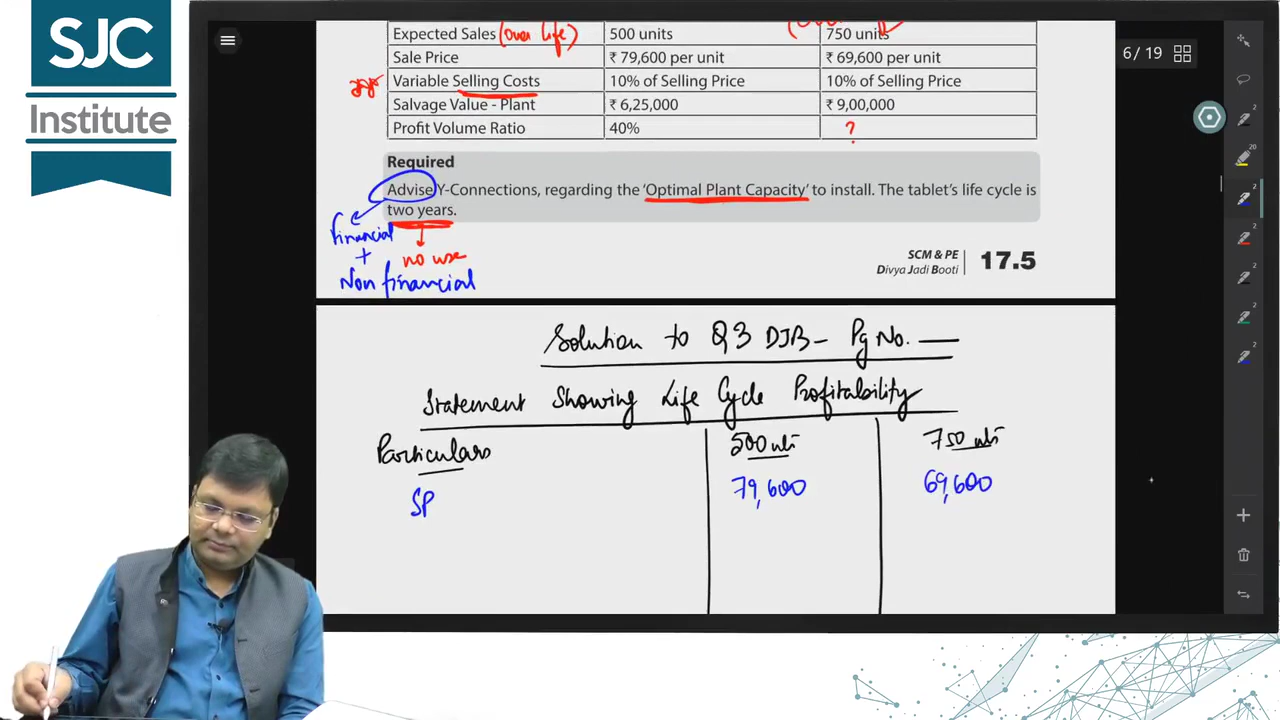 SJC
Institute
Expected Sales (over life) 500 units 750 units
Sale Price ₹ 79,600 per unit ₹ 69,600 per unit
Variable Selling Costs 10% of Selling Price 10% of Selling Price
Salvage Value - Plant ₹ 6,25,000 ₹ 9,00,000
Profit Volume Ratio 40% ?
Required
Advise Y-Connections, regarding the 'Optimal Plant Capacity' to install. The tablet's life cycle is
two years.
financial
+
Non financial
no use
SCM & PE
Divya Jadi Booti
17.5
6 / 19
Solution to Q3 DJB - Pg No. ___
Statement Showing Life Cycle Profitability
Particulars 500 uts 750 uts
SP 79,600 69,600